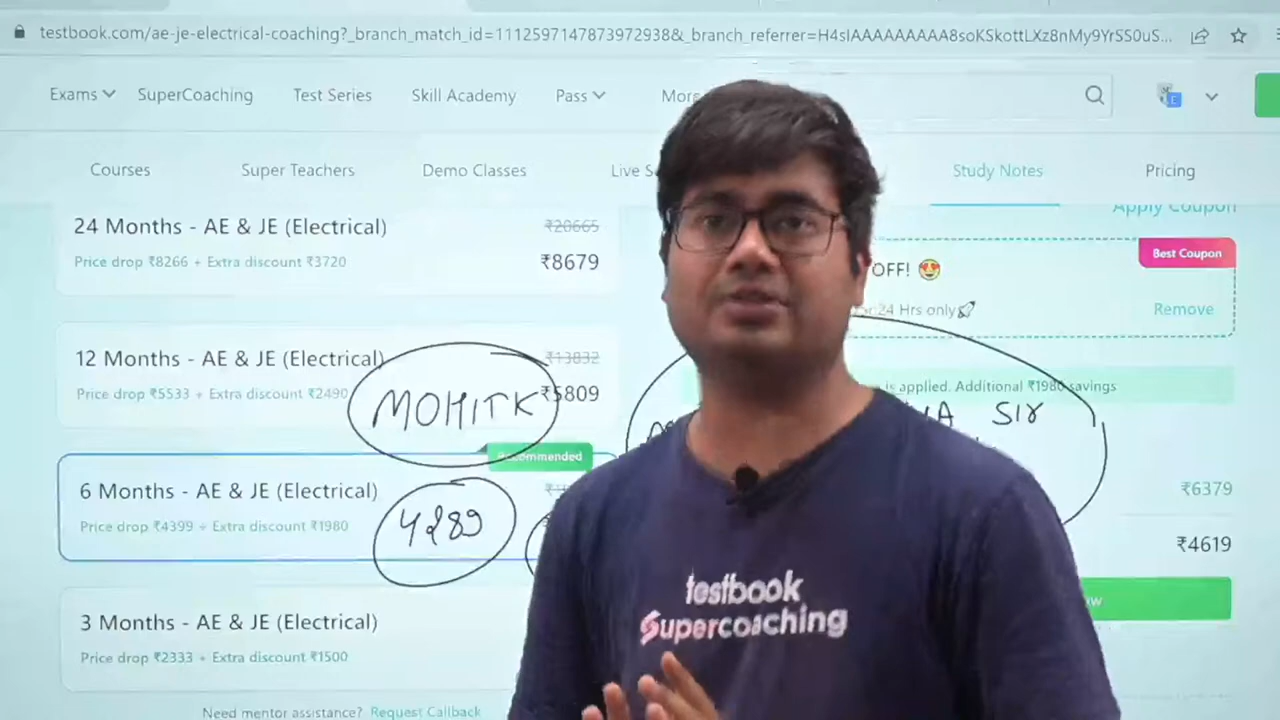 testbook.com/ae-je-electrical-coaching?_branch_match_id=1112597147873972938&_branch_referrer=H4sIAAAAAAAAA8soKSkottLXz8nMy9YrSS0uS...
Exams SuperCoaching Test Series Skill Academy Pass More
Courses Super Teachers Demo Classes Live Study Notes Pricing
Apply Coupon
24 Months - AE & JE (Electrical) ₹20665
Price drop ₹8266 + Extra discount ₹3720 ₹8679
Best Coupon
OFF! 😍
24 Hrs only🚀 Remove
12 Months - AE & JE (Electrical) ₹13832
Price drop ₹5533 + Extra discount ₹2490 ₹5809
is applied. Additional ₹1980 savings
MOHITK
Sir
Recommended
6 Months - AE & JE (Electrical)
Price drop ₹4399 + Extra discount ₹1980
4289
₹6379
₹4619
3 Months - AE & JE (Electrical)
Price drop ₹2333 + Extra discount ₹1500
Need mentor assistance? Request Callback
testbook
Supercoaching